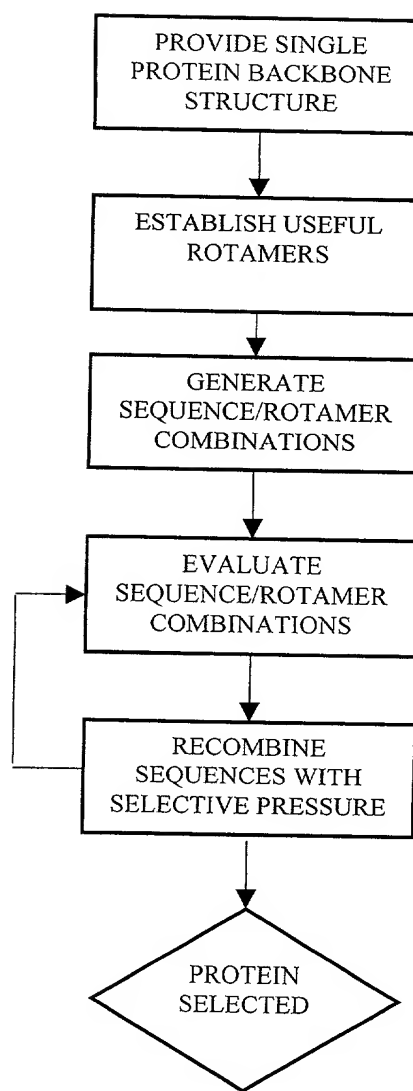 PROVIDE SINGLE
PROTEIN BACKBONE
STRUCTURE
ESTABLISH USEFUL
ROTAMERS
GENERATE
SEQUENCE/ROTAMER
COMBINATIONS
EVALUATE
SEQUENCE/ROTAMER
COMBINATIONS
RECOMBINE
SEQUENCES WITH
SELECTIVE PRESSURE
PROTEIN
SELECTED